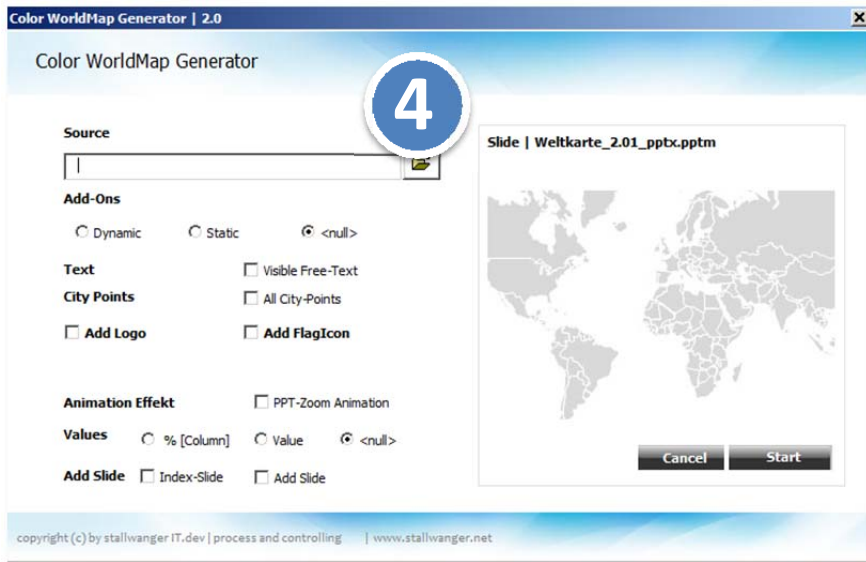 Color WorldMap Generator | 2.0
Color WorldMap Generator
4
Source
Add-Ons
Dynamic Static <null>
Text Visible Free-Text
City Points All City-Points
Add Logo Add FlagIcon
Animation Effekt PPT-Zoom Animation
Values % [Column] Value <null>
Add Slide Index-Slide Add Slide
Slide | Weltkarte_2.01_pptx.pptm
Cancel Start
copyright (c) by stallwanger IT.dev | process and controlling | www.stallwanger.net